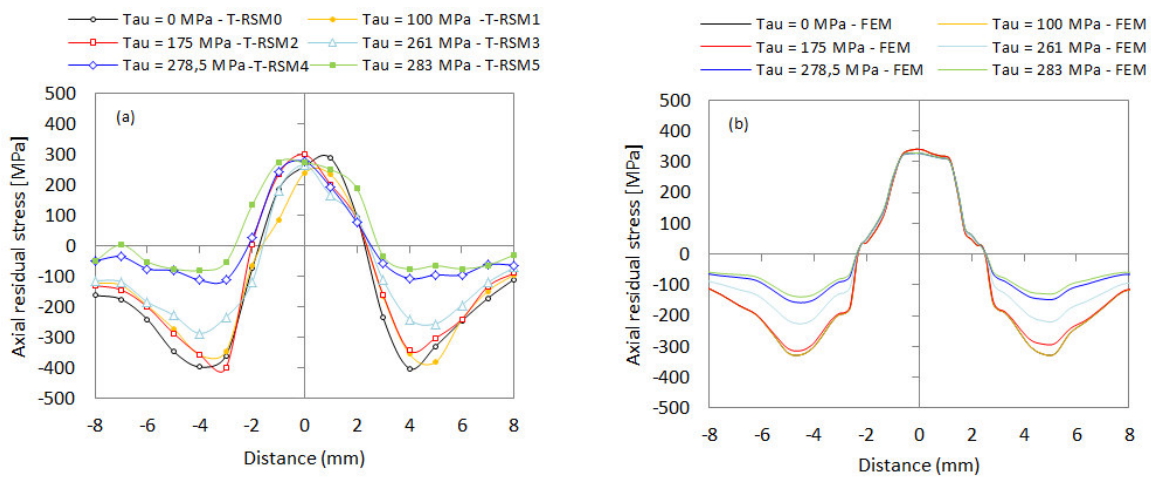 Tau = 0 MPa - T-RSM0
Tau = 100 MPa - T-RSM1
Tau = 175 MPa -T-RSM2
Tau = 261 MPa - T-RSM3
Tau = 278,5 MPa -T-RSM4
Tau = 283 MPa - T-RSM5
(a)
Axial residual stress [MPa]
500
400
300
200
100
0
-100
-200
-300
-400
-500
-8 -6 -4 -2 0 2 4 6 8
Distance (mm)
Tau = 0 MPa - FEM
Tau = 100 MPa - FEM
Tau = 175 MPa - FEM
Tau = 261 MPa - FEM
Tau = 278,5 MPa - FEM
Tau = 283 MPa - FEM
(b)
Axial residual stress [MPa]
500
400
300
200
100
0
-100
-200
-300
-400
-500
-8 -6 -4 -2 0 2 4 6 8
Distance (mm)